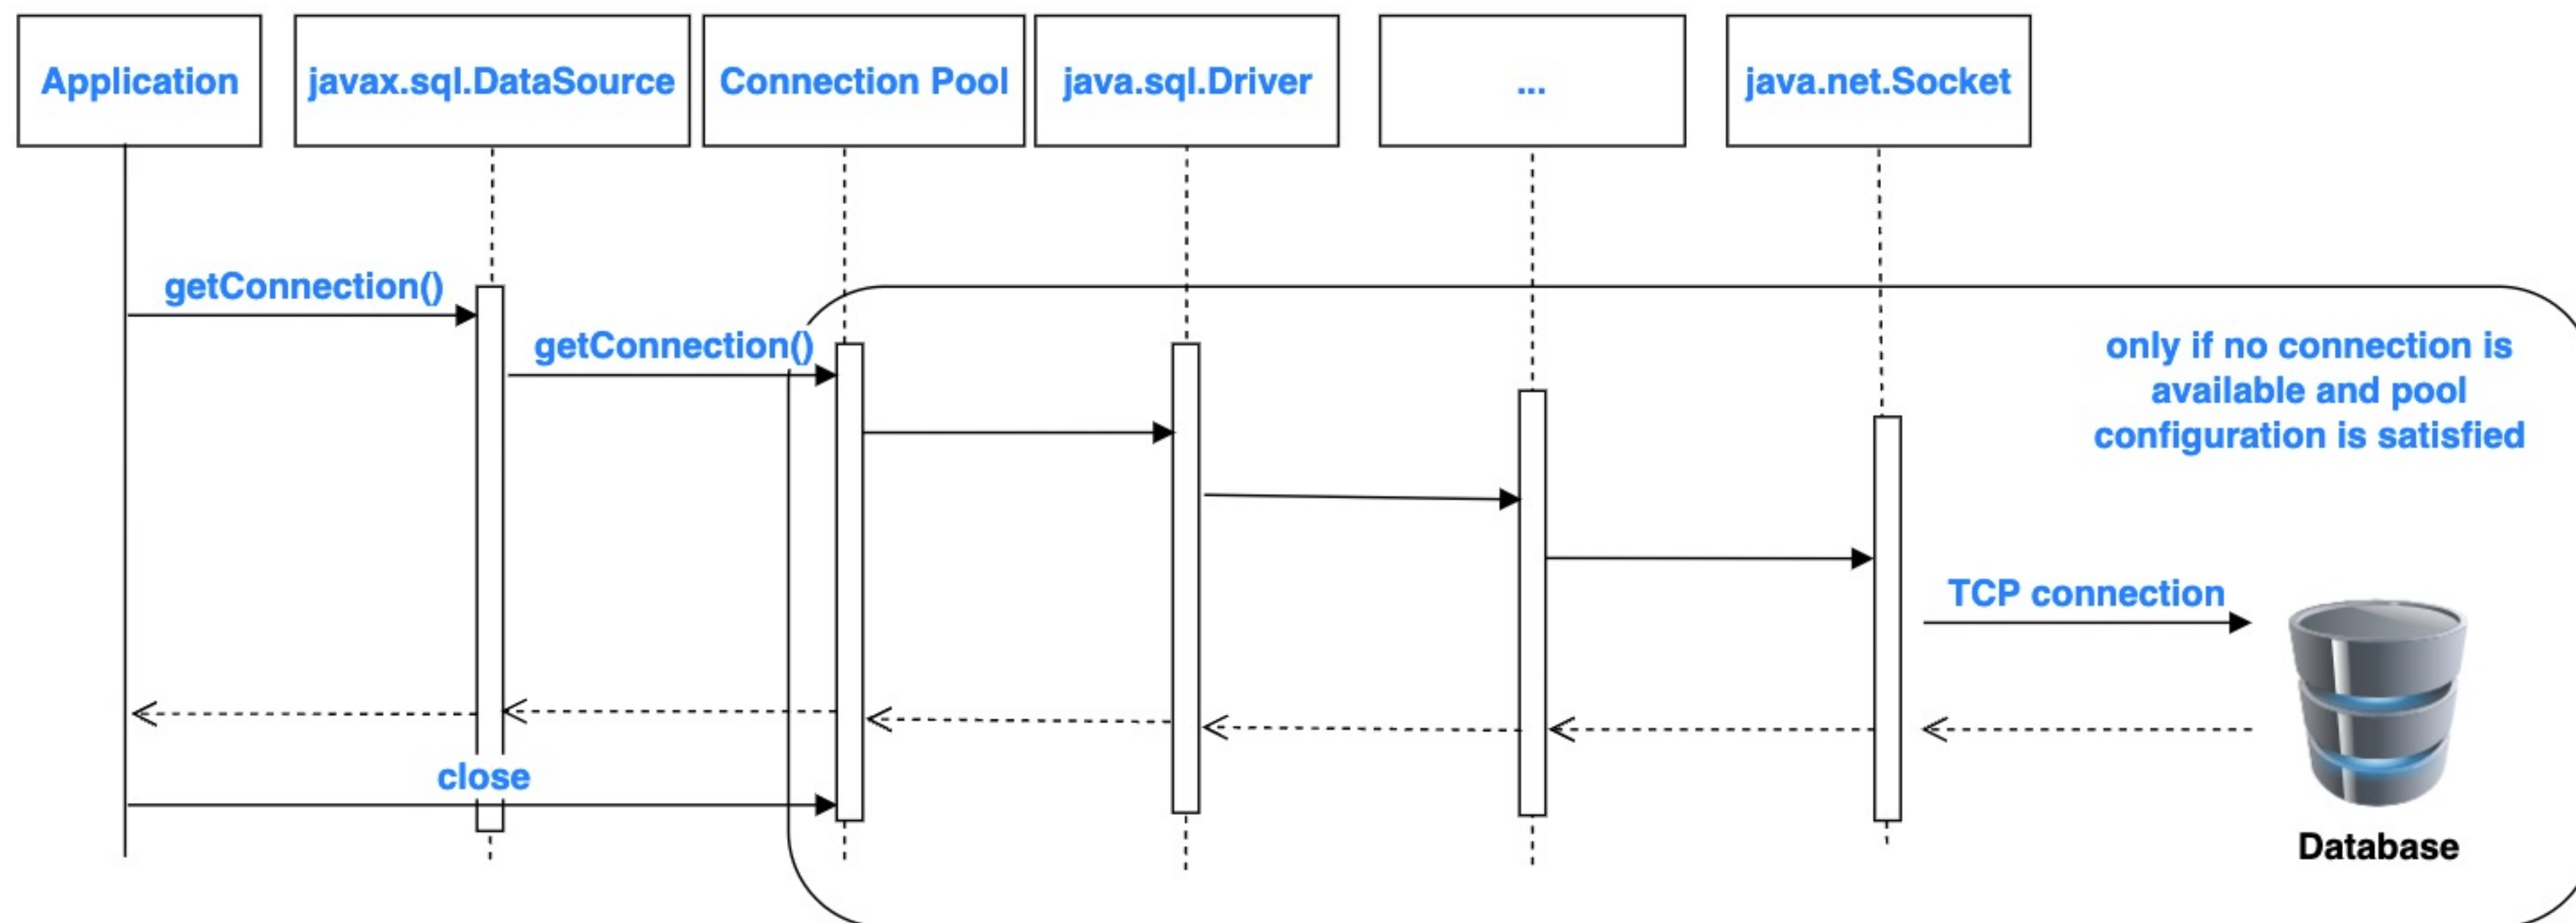 Application
javax.sql.DataSource
Connection Pool
java.sql.Driver
...
java.net.Socket
getConnection()
getConnection()
only if no connection is
available and pool
configuration is satisfied
TCP connection
close
Database